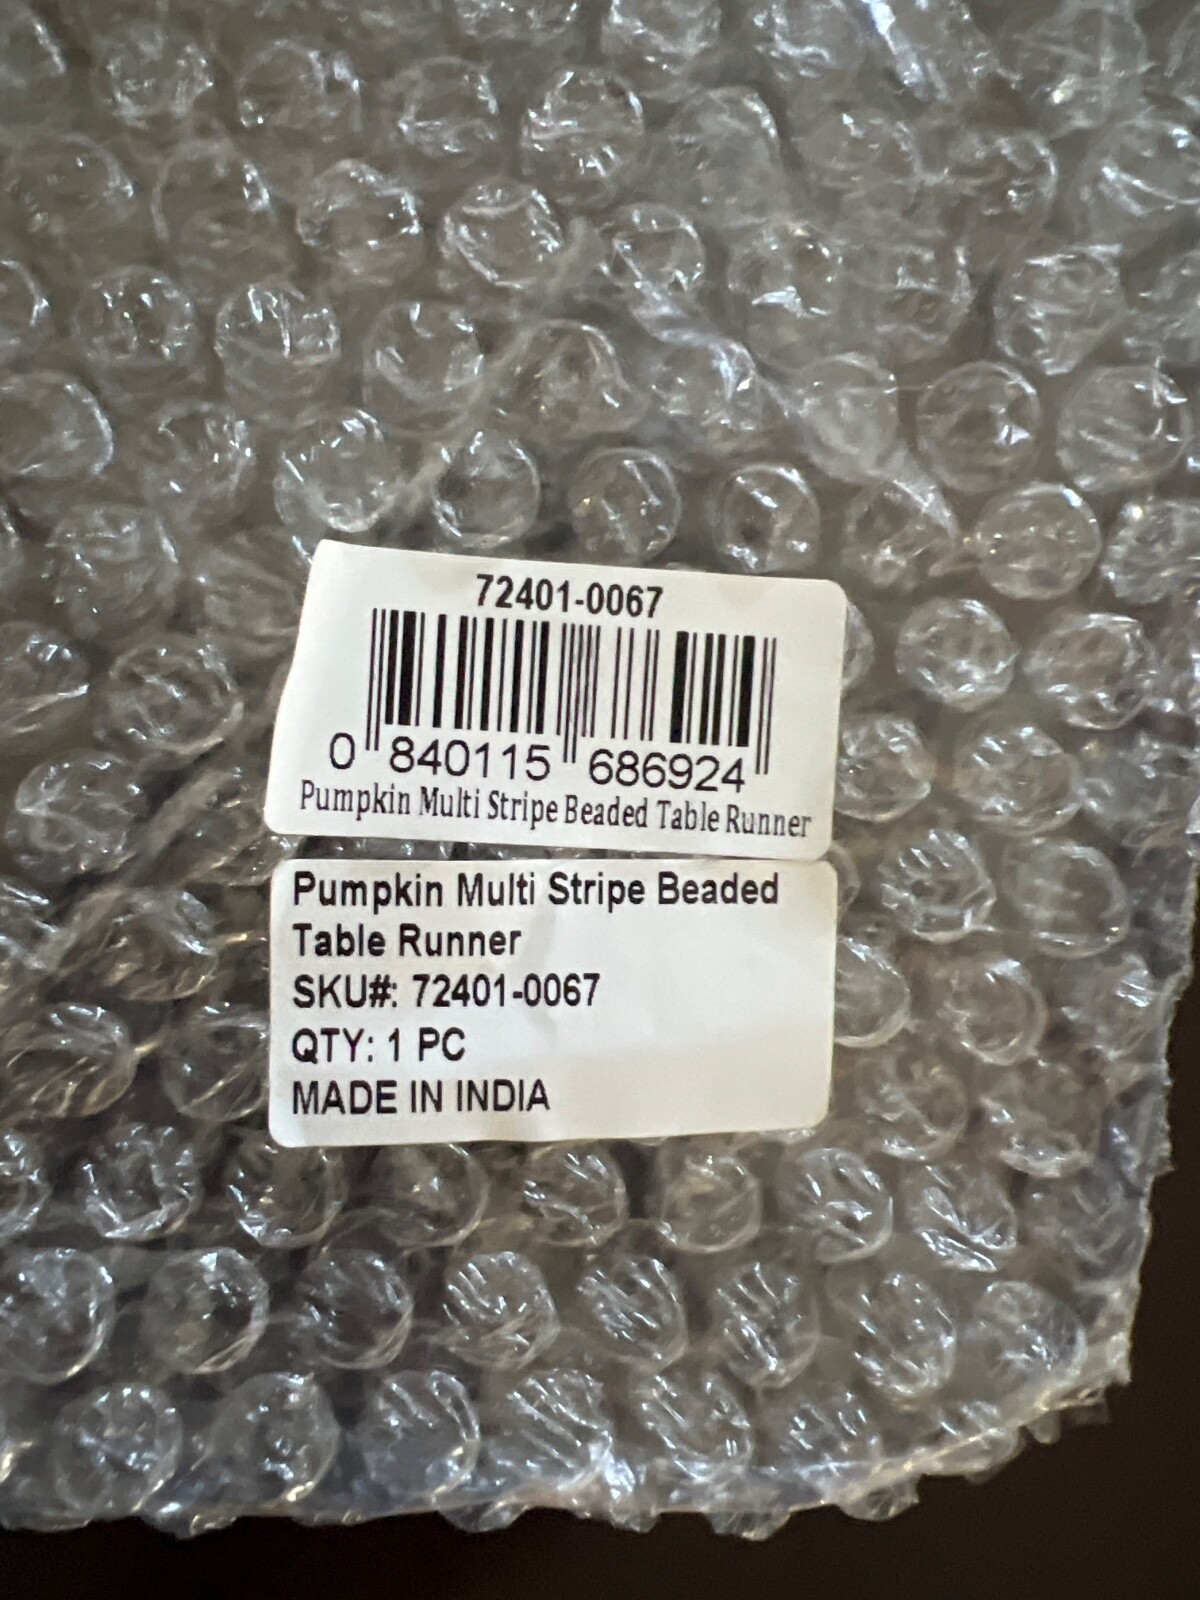 72401-0067
0 840115 686924
Pumpkin Multi Stripe Beaded Table Runner
Pumpkin Multi Stripe Beaded
Table Runner
SKU#: 72401-0067
QTY: 1 PC
MADE IN INDIA